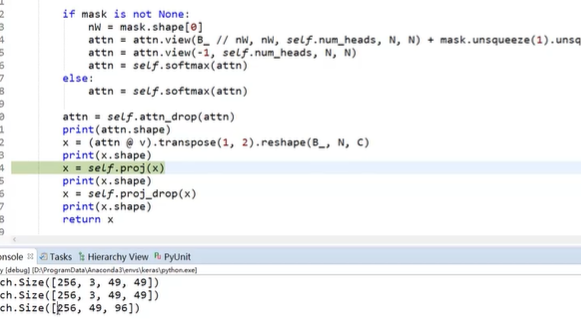 if mask is not None:
nW = mask.shape[0]
attn = attn.view(B_ // nW, nW, self.num_heads, N, N) + mask.unsqueeze(1).unsq
attn = attn.view(-1, self.num_heads, N, N)
attn = self.softmax(attn)
else:
attn = self.softmax(attn)
attn = self.attn_drop(attn)
print(attn.shape)
x = (attn @ v).transpose(1, 2).reshape(B_, N, C)
print(x.shape)
x = self.proj(x)
print(x.shape)
x = self.proj_drop(x)
print(x.shape)
return x
onsole Tasks Hierarchy View PyUnit
y [debug] [D:\ProgramData\Anaconda3\envs\keras\python.exe]
ch.Size([256, 3, 49, 49])
ch.Size([256, 3, 49, 49])
ch.Size([256, 49, 96])